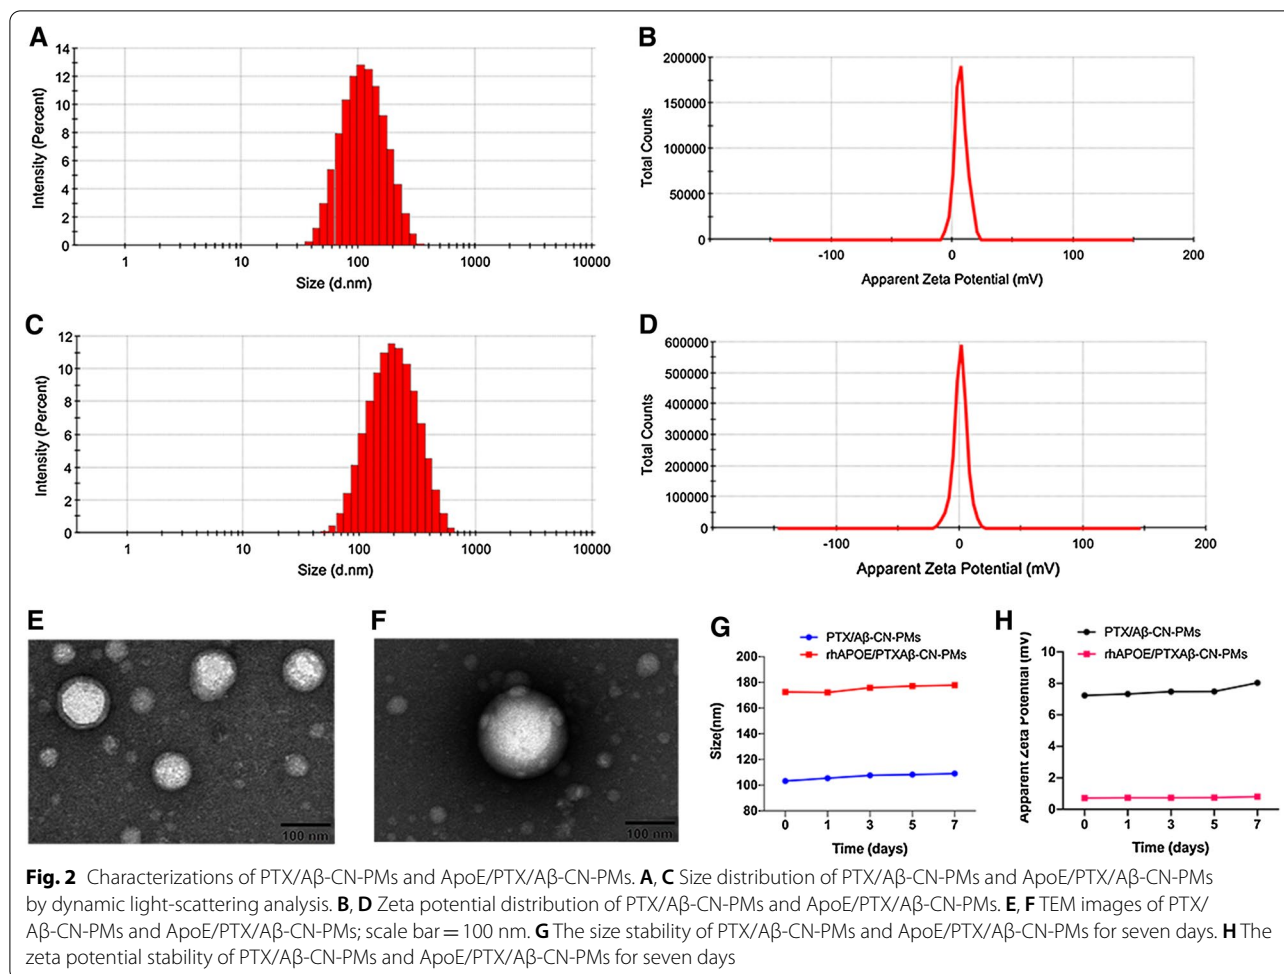 A
14
12
10
8
6
4
2
0
Intensity (Percent)
1
10
100
1000
10000
Size (d.nm)
B
200000
150000
100000
50000
0
Total Counts
-100
0
100
200
Apparent Zeta Potential (mV)
C
12
10
8
6
4
2
0
Intensity (Percent)
1
10
100
1000
10000
Size (d.nm)
D
600000
500000
400000
300000
200000
100000
0
Total Counts
-100
0
100
200
Apparent Zeta Potential (mV)
E
100 nm
F
100 nm
G
PTX/Aβ-CN-PMs
rhAPOE/PTXAβ-CN-PMs
200
180
160
140
120
100
80
Size(nm)
0
1
3
5
7
Time (days)
H
PTX/Aβ-CN-PMs
rhAPOE/PTXAβ-CN-PMs
10
8
6
4
2
0
Apparent Zeta Potential (mV)
0
1
3
5
7
Time (days)
Fig. 2 Characterizations of PTX/Aβ-CN-PMs and ApoE/PTX/Aβ-CN-PMs. A, C Size distribution of PTX/Aβ-CN-PMs and ApoE/PTX/Aβ-CN-PMs
by dynamic light-scattering analysis. B, D Zeta potential distribution of PTX/Aβ-CN-PMs and ApoE/PTX/Aβ-CN-PMs. E, F TEM images of PTX/
Aβ-CN-PMs and ApoE/PTX/Aβ-CN-PMs; scale bar = 100 nm. G The size stability of PTX/Aβ-CN-PMs and ApoE/PTX/Aβ-CN-PMs for seven days. H The
zeta potential stability of PTX/Aβ-CN-PMs and ApoE/PTX/Aβ-CN-PMs for seven days